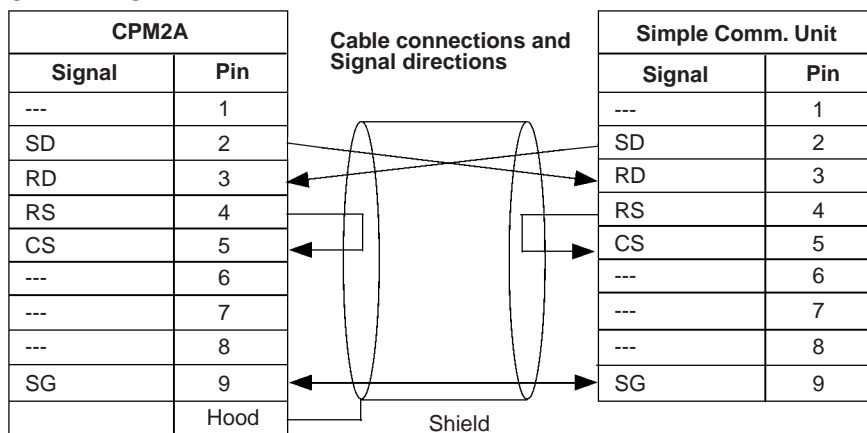 CPM2A Cable connections and Simple Comm. Unit
Signal Pin Signal directions Signal Pin
--- 1 --- 1
SD 2 SD 2
RD 3 RD 3
RS 4 RS 4
CS 5 CS 5
--- 6 --- 6
--- 7 --- 7
--- 8 --- 8
SG 9 SG 9
Hood Shield